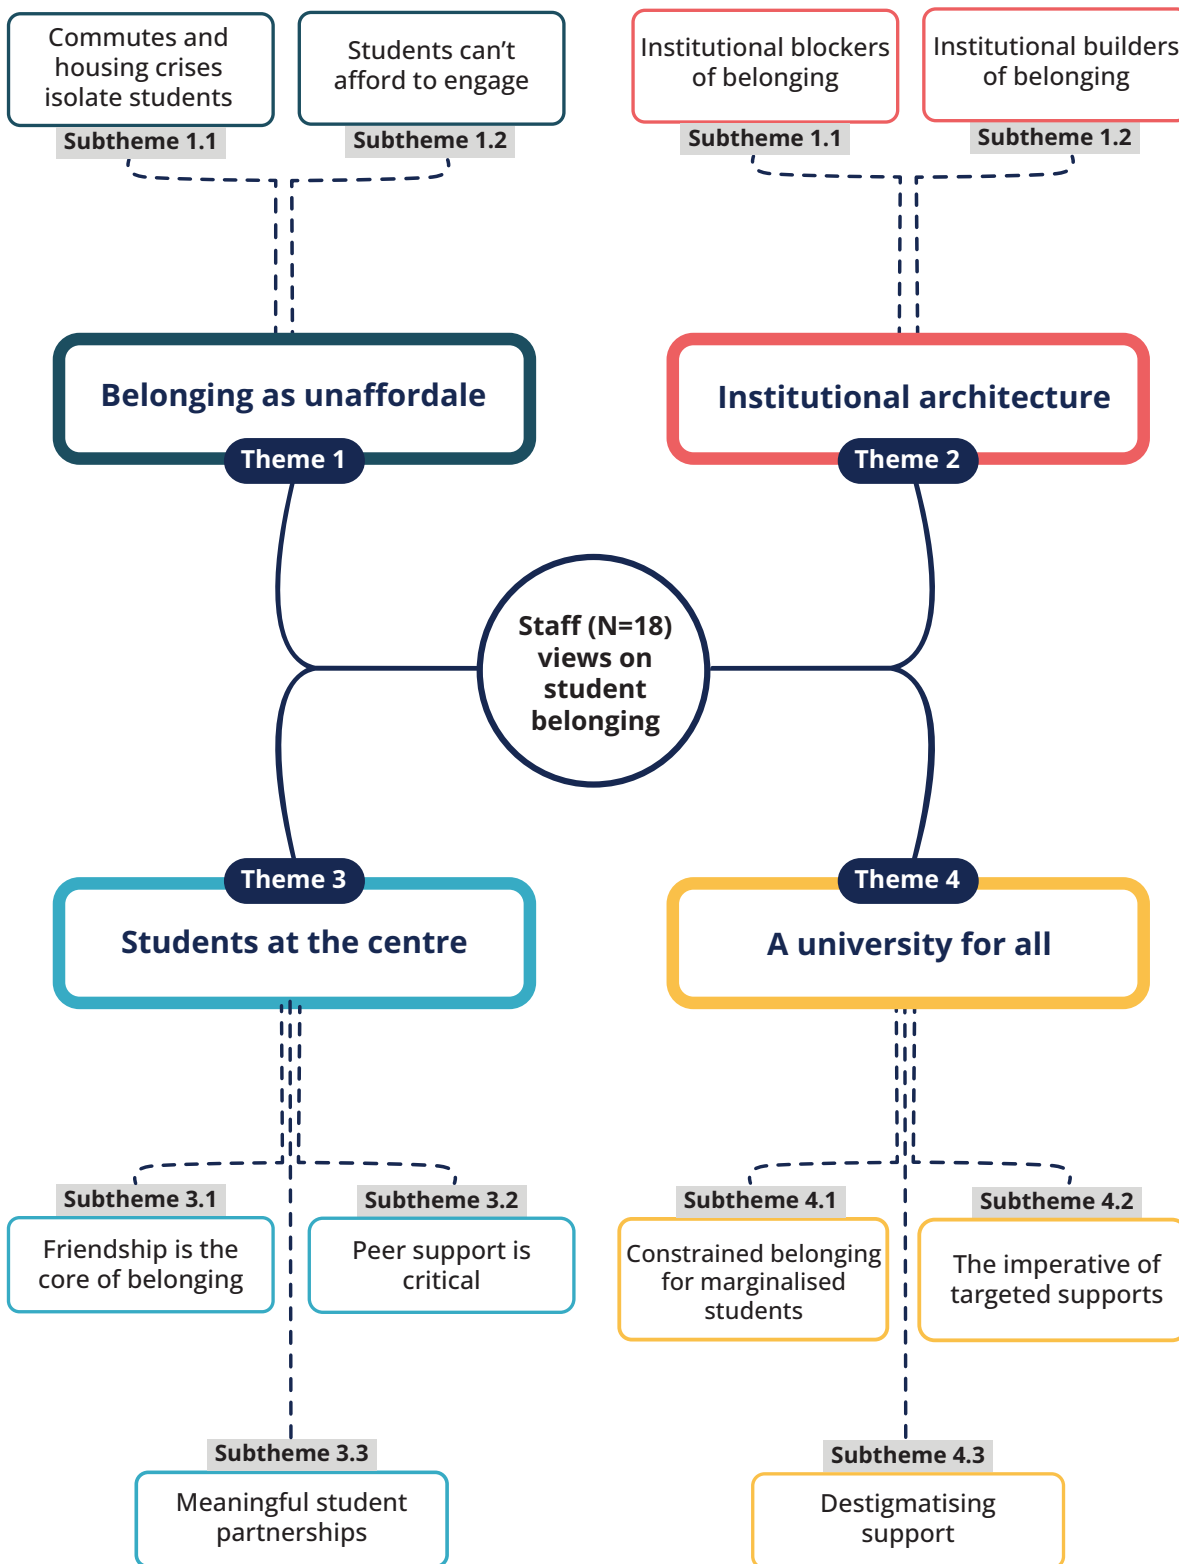 Commutes and
housing crises
isolate students
Subtheme 1.1
Students can’t
afford to engage
Subtheme 1.2
Institutional blockers
of belonging
Subtheme 1.1
Institutional builders
of belonging
Subtheme 1.2
Belonging as unaffordale
Theme 1
Institutional architecture
Theme 2
Staff (N=18)
views on
student
belonging
Theme 3
Students at the centre
Theme 4
A university for all
Subtheme 3.1
Friendship is the
core of belonging
Subtheme 3.2
Peer support is
critical
Subtheme 4.1
Constrained belonging
for marginalised
students
Subtheme 4.2
The imperative of
targeted supports
Subtheme 3.3
Meaningful student
partnerships
Subtheme 4.3
Destigmatising
support